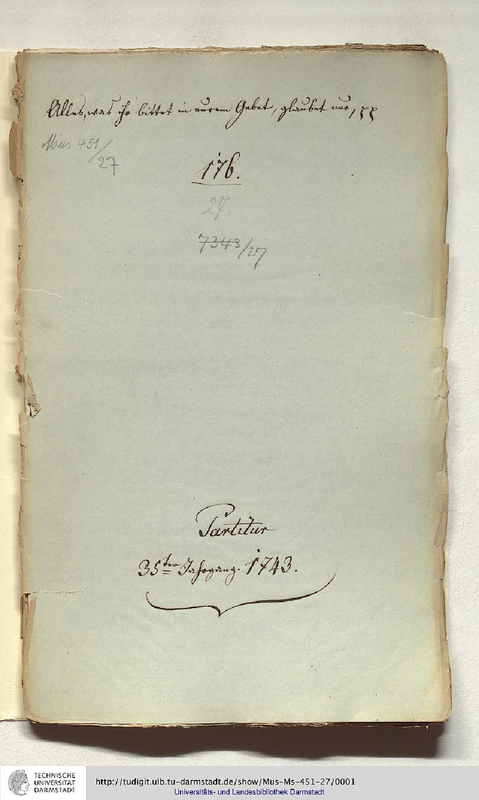 Alles, was ihr bittet in eurem Gebet, glaubet nur, pp
Mus 451/27
176.
27.
7343/27
Partitur
35ter Jahrgang. 1743.
TECHNISCHE
UNIVERSITÄT
DARMSTADT
http://tudigit.ulb.tu-darmstadt.de/show/Mus-Ms-451-27/0001
Universitäts- und Landesbibliothek Darmstadt